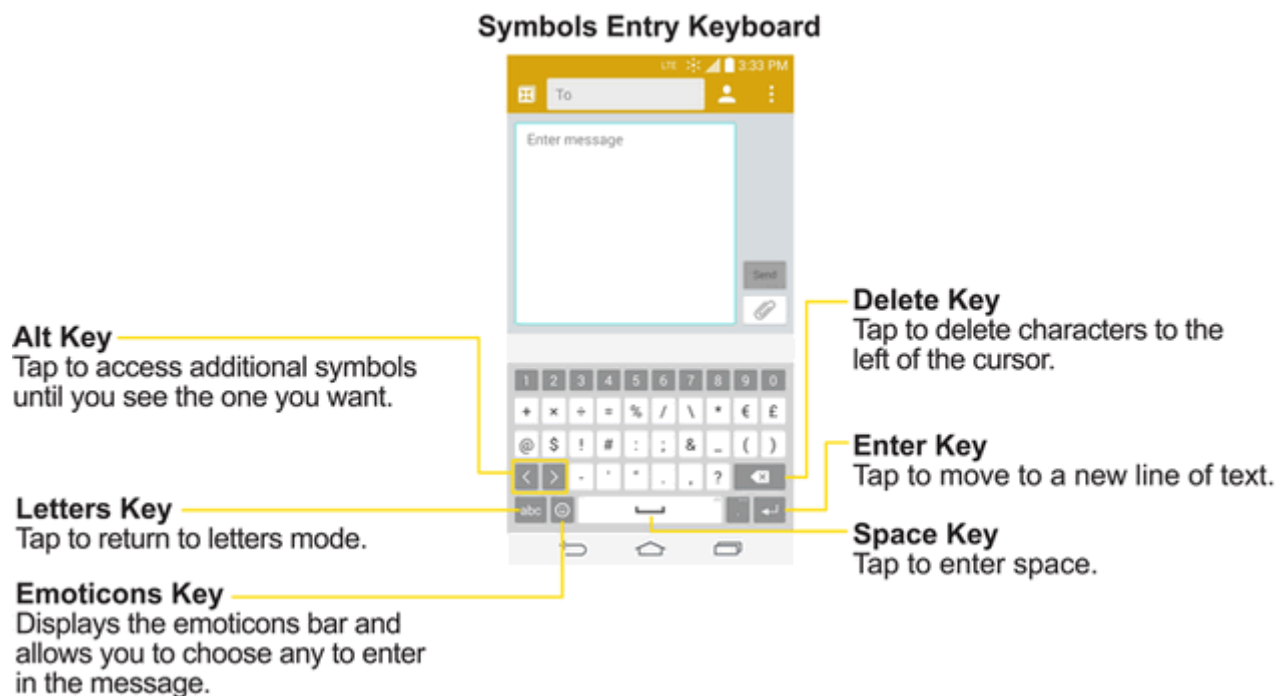 Symbols Entry Keyboard
LTE 3:33 PM
To
Enter message
Send
Delete Key
Tap to delete characters to the
left of the cursor.
Alt Key
Tap to access additional symbols
until you see the one you want.
1 2 3 4 5 6 7 8 9 0
+ × ÷ = % / \ * € £
@ $ ! # : ; & _ ( )
< > - ' " . , ?
abc .
Enter Key
Tap to move to a new line of text.
Letters Key
Tap to return to letters mode.
Space Key
Tap to enter space.
Emoticons Key
Displays the emoticons bar and
allows you to choose any to enter
in the message.